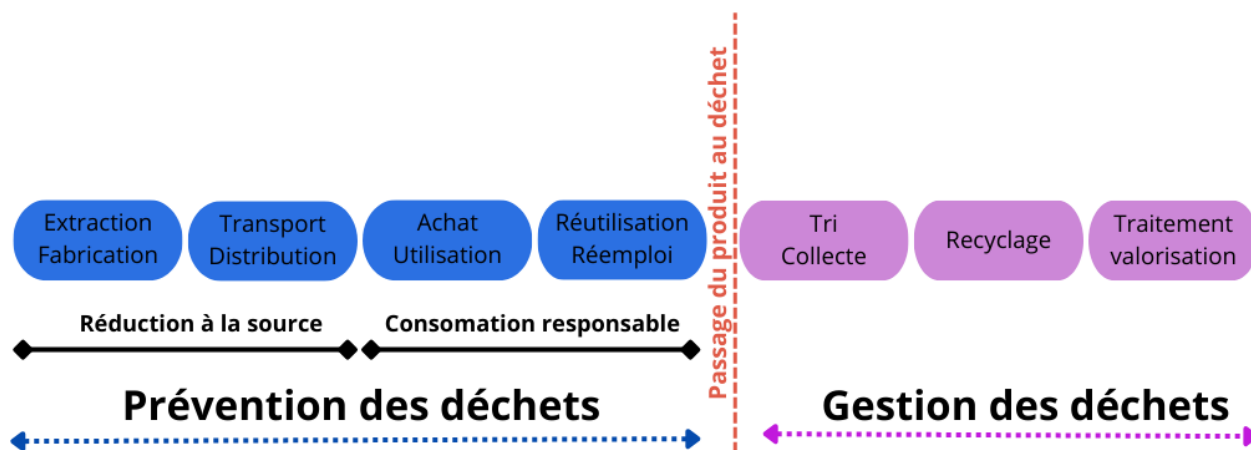 Passage du produit au déchet
Extraction
Fabrication
Transport
Distribution
Achat
Utilisation
Réutilisation
Réemploi
Tri
Collecte
Recyclage
Traitement
valorisation
Réduction à la source
Consomation responsable
Prévention des déchets
Gestion des déchets